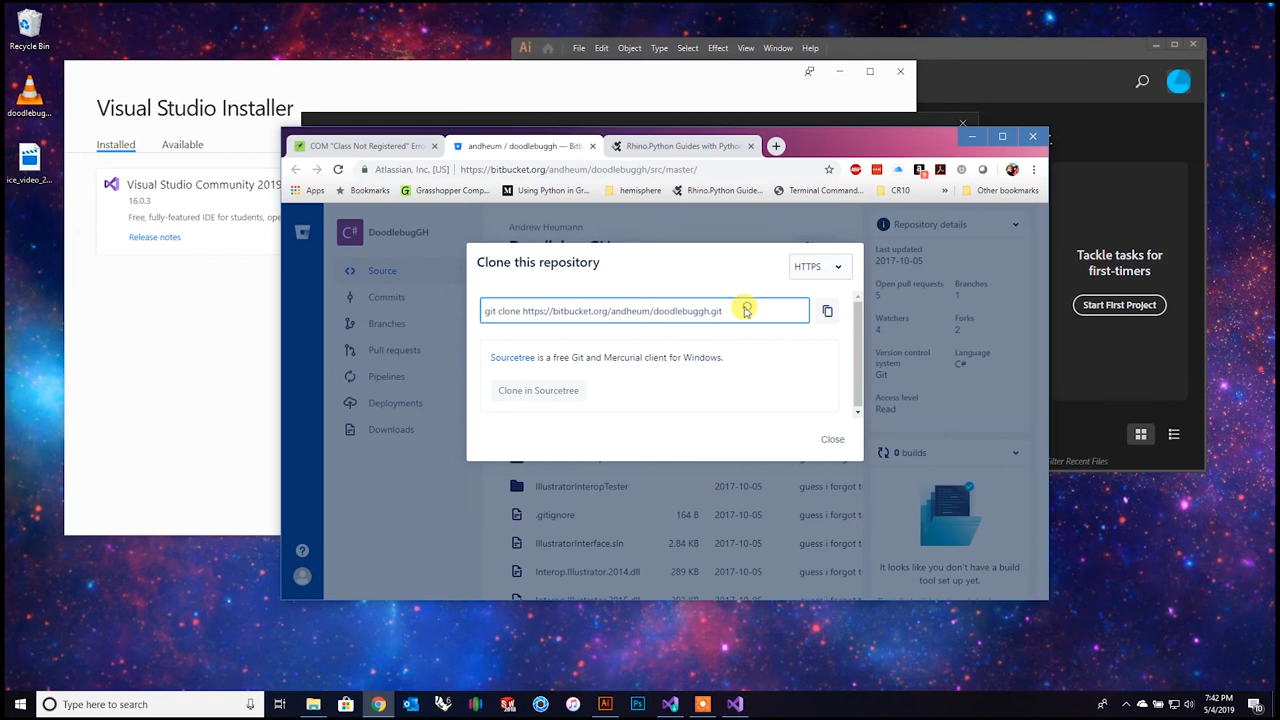 Recycle Bin
doodlebug...
ice_video_2...
Visual Studio Installer
Installed
Available
Visual Studio Community 2019
16.0.3
Free, fully-featured IDE for students, ope
Release notes
Ai
File
Edit
Object
Type
Select
Effect
View
Window
Help
Tackle tasks for
first-timers
Start First Project
Filter Recent Files
COM "Class Not Registered" Erro
andheum / doodlebuggh — Bitb
Rhino.Python Guides with Python
Atlassian, Inc. [US]
https://bitbucket.org/andheum/doodlebuggh/src/master/
Apps
Bookmarks
Grasshopper Comp...
Using Python in Gr...
hemisphere
Rhino.Python Guide...
Terminal Command...
CR10
»
Other bookmarks
C#
DoodlebugGH
Source
Commits
Branches
Pull requests
Pipelines
Deployments
Downloads
Andrew Heumann
Clone this repository
HTTPS
git clone https://bitbucket.org/andheum/doodlebuggh.git
Sourcetree is a free Git and Mercurial client for Windows.
Clone in Sourcetree
Close
IllustratorInteropTester
2017-10-05
guess i forgot t
.gitignore
164 B
2017-10-05
guess i forgot t
IllustratorInterface.sln
2.84 KB
2017-10-05
guess i forgot t
Interop.Illustrator.2014.dll
289 KB
2017-10-05
guess i forgot t
Repository details
Last updated
2017-10-05
Open pull requests
5
Branches
1
Watchers
4
Forks
2
Version control
system
Git
Language
C#
Access level
Read
0 builds
It looks like you don't have a build
tool set up yet.
Type here to search
7:42 PM
5/4/2019